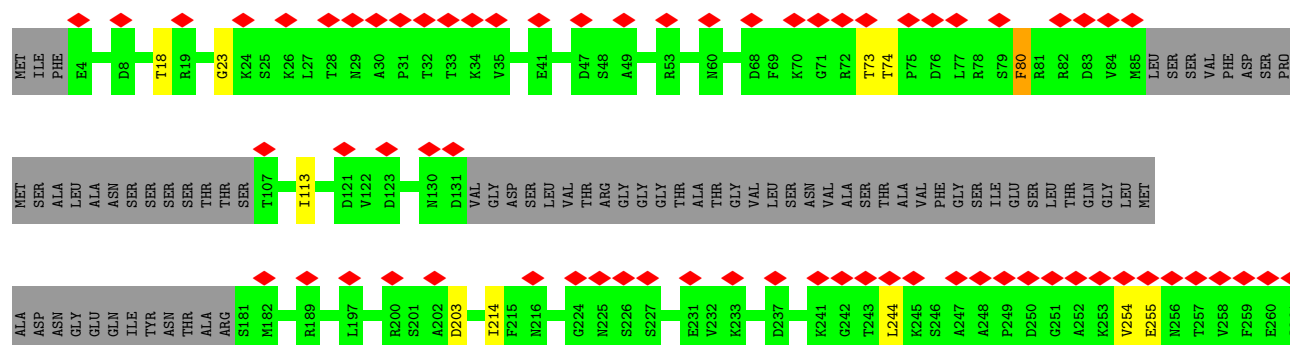 MET ILE PHE E4 D8 T18 R19 G23 K24 S25 K26 L27 T28 N29 A30 P31 T32 T33 K34 V35 E41 D47 S48 A49 R53 N60 D68 F69 K70 G71 R72 T73 T74 P75 D76 L77 R78 S79 F80 R81 R82 D83 V84 M85 LEU SER SER VAL PHE ASP SER PRO
MET SER ALA LEU ALA ASN SER SER SER SER THR THR SER T107 I113 D121 V122 D123 N130 D131 VAL GLY ASP SER LEU VAL THR ARG GLY GLY GLY THR ALA THR GLY VAL LEU SER ASN VAL ALA SER THR ALA VAL PHE GLY SER ILE GLU SER LEU THR GLN GLY LEU MET
ALA ASP ASN GLY GLU GLN ILE TYR ASN THR ALA ARG S181 M182 R189 L197 R200 S201 A202 D203 I214 F215 N216 G224 N225 S226 S227 E231 V232 K233 D237 K241 G242 T243 L244 K245 S246 A247 A248 P249 D250 G251 A252 K253 V254 E255 N256 T257 V258 F259 E260